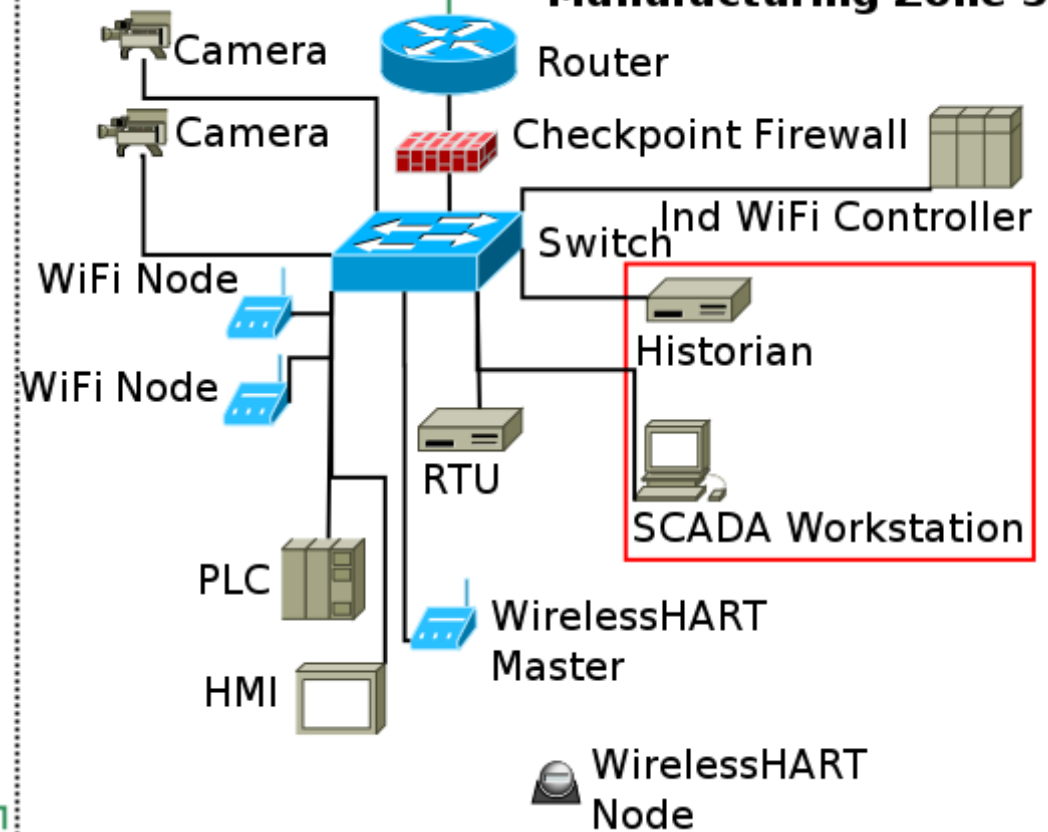 Manufacturing Zone
Camera
Router
Camera
Checkpoint Firewall
Ind WiFi Controller
Switch
WiFi Node
Historian
WiFi Node
RTU
SCADA Workstation
PLC
WirelessHART
Master
HMI
WirelessHART
Node